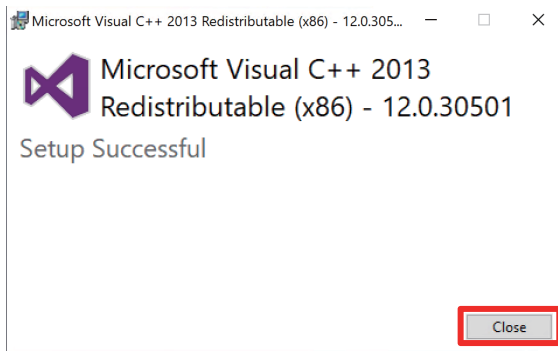 Microsoft Visual C++ 2013 Redistributable (x86) - 12.0.305...
Microsoft Visual C++ 2013
Redistributable (x86) - 12.0.30501
Setup Successful
Close